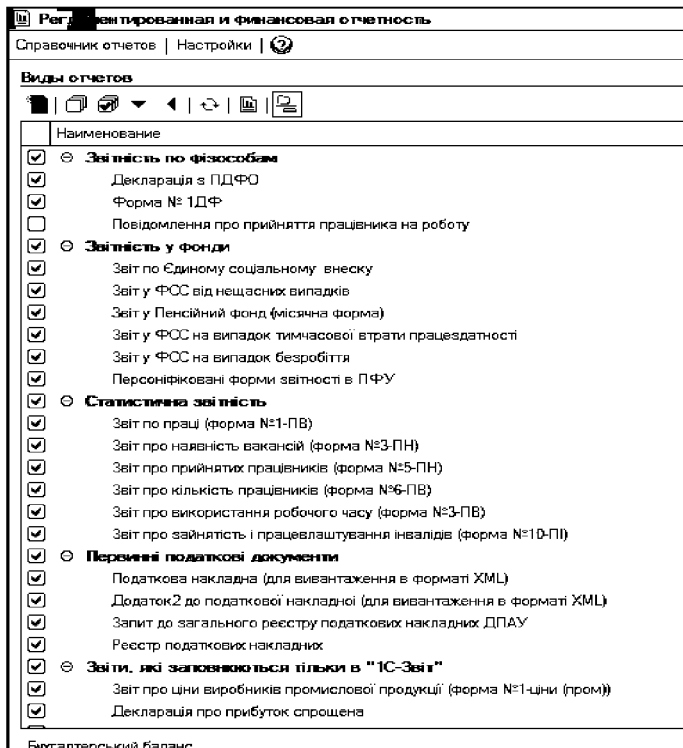 Регламентированная и финансовая отчетность
Справочник отчетов | Настройки |
Виды отчетов
Наименование
Звітність по фізособам
Декларація з ПДФО
Форма № 1ДФ
Повідомлення про прийняття працівника на роботу
Звітність у фонди
Звіт по Єдиному соціальному внеску
Звіт у ФСС від нещасних випадків
Звіт у Пенсійний фонд (місячна форма)
Звіт у ФСС на випадок тимчасової втрати працездатності
Звіт у ФСС на випадок безробіття
Персоніфіковані форми звітності в ПФУ
Статистична звітність
Звіт по праці (форма №1-ПВ)
Звіт про наявність вакансій (форма №3-ПН)
Звіт про прийнятих працівників (форма №5-ПН)
Звіт про кількість працівників (форма №6-ПВ)
Звіт про використання робочого часу (форма №3-ПВ)
Звіт про зайнятість і працевлаштування інвалідів (форма №10-ПІ)
Первинні податкові документи
Податкова накладна (для вивантаження в форматі XML)
Додаток2 до податкової накладної (для вивантаження в форматі XML)
Запит до загального реєстру податкових накладних ДПАУ
Реєстр податкових накладних
Звіти, які заповнюються тільки в "1С-Звіт"
Звіт про ціни виробників промислової продукції (форма №1-ціни (пром))
Декларація про прибуток спрощена
Бухгалтерський баланс